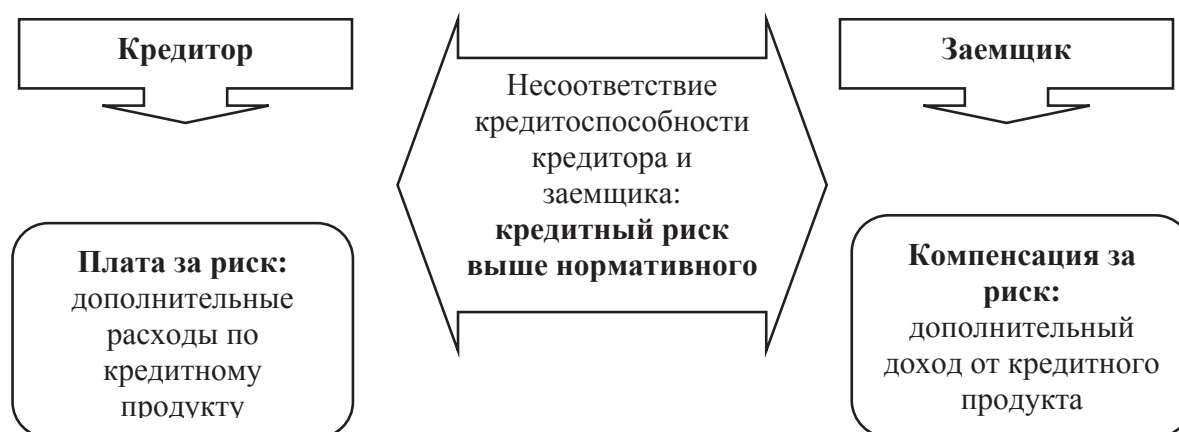 Кредитор
Плата за риск:
дополнительные
расходы по
кредитному
продукту
Несоответствие
кредитоспособности
кредитора и
заемщика:
кредитный риск
выше нормативного
Заемщик
Компенсация за
риск:
дополнительный
доход от кредитного
продукта